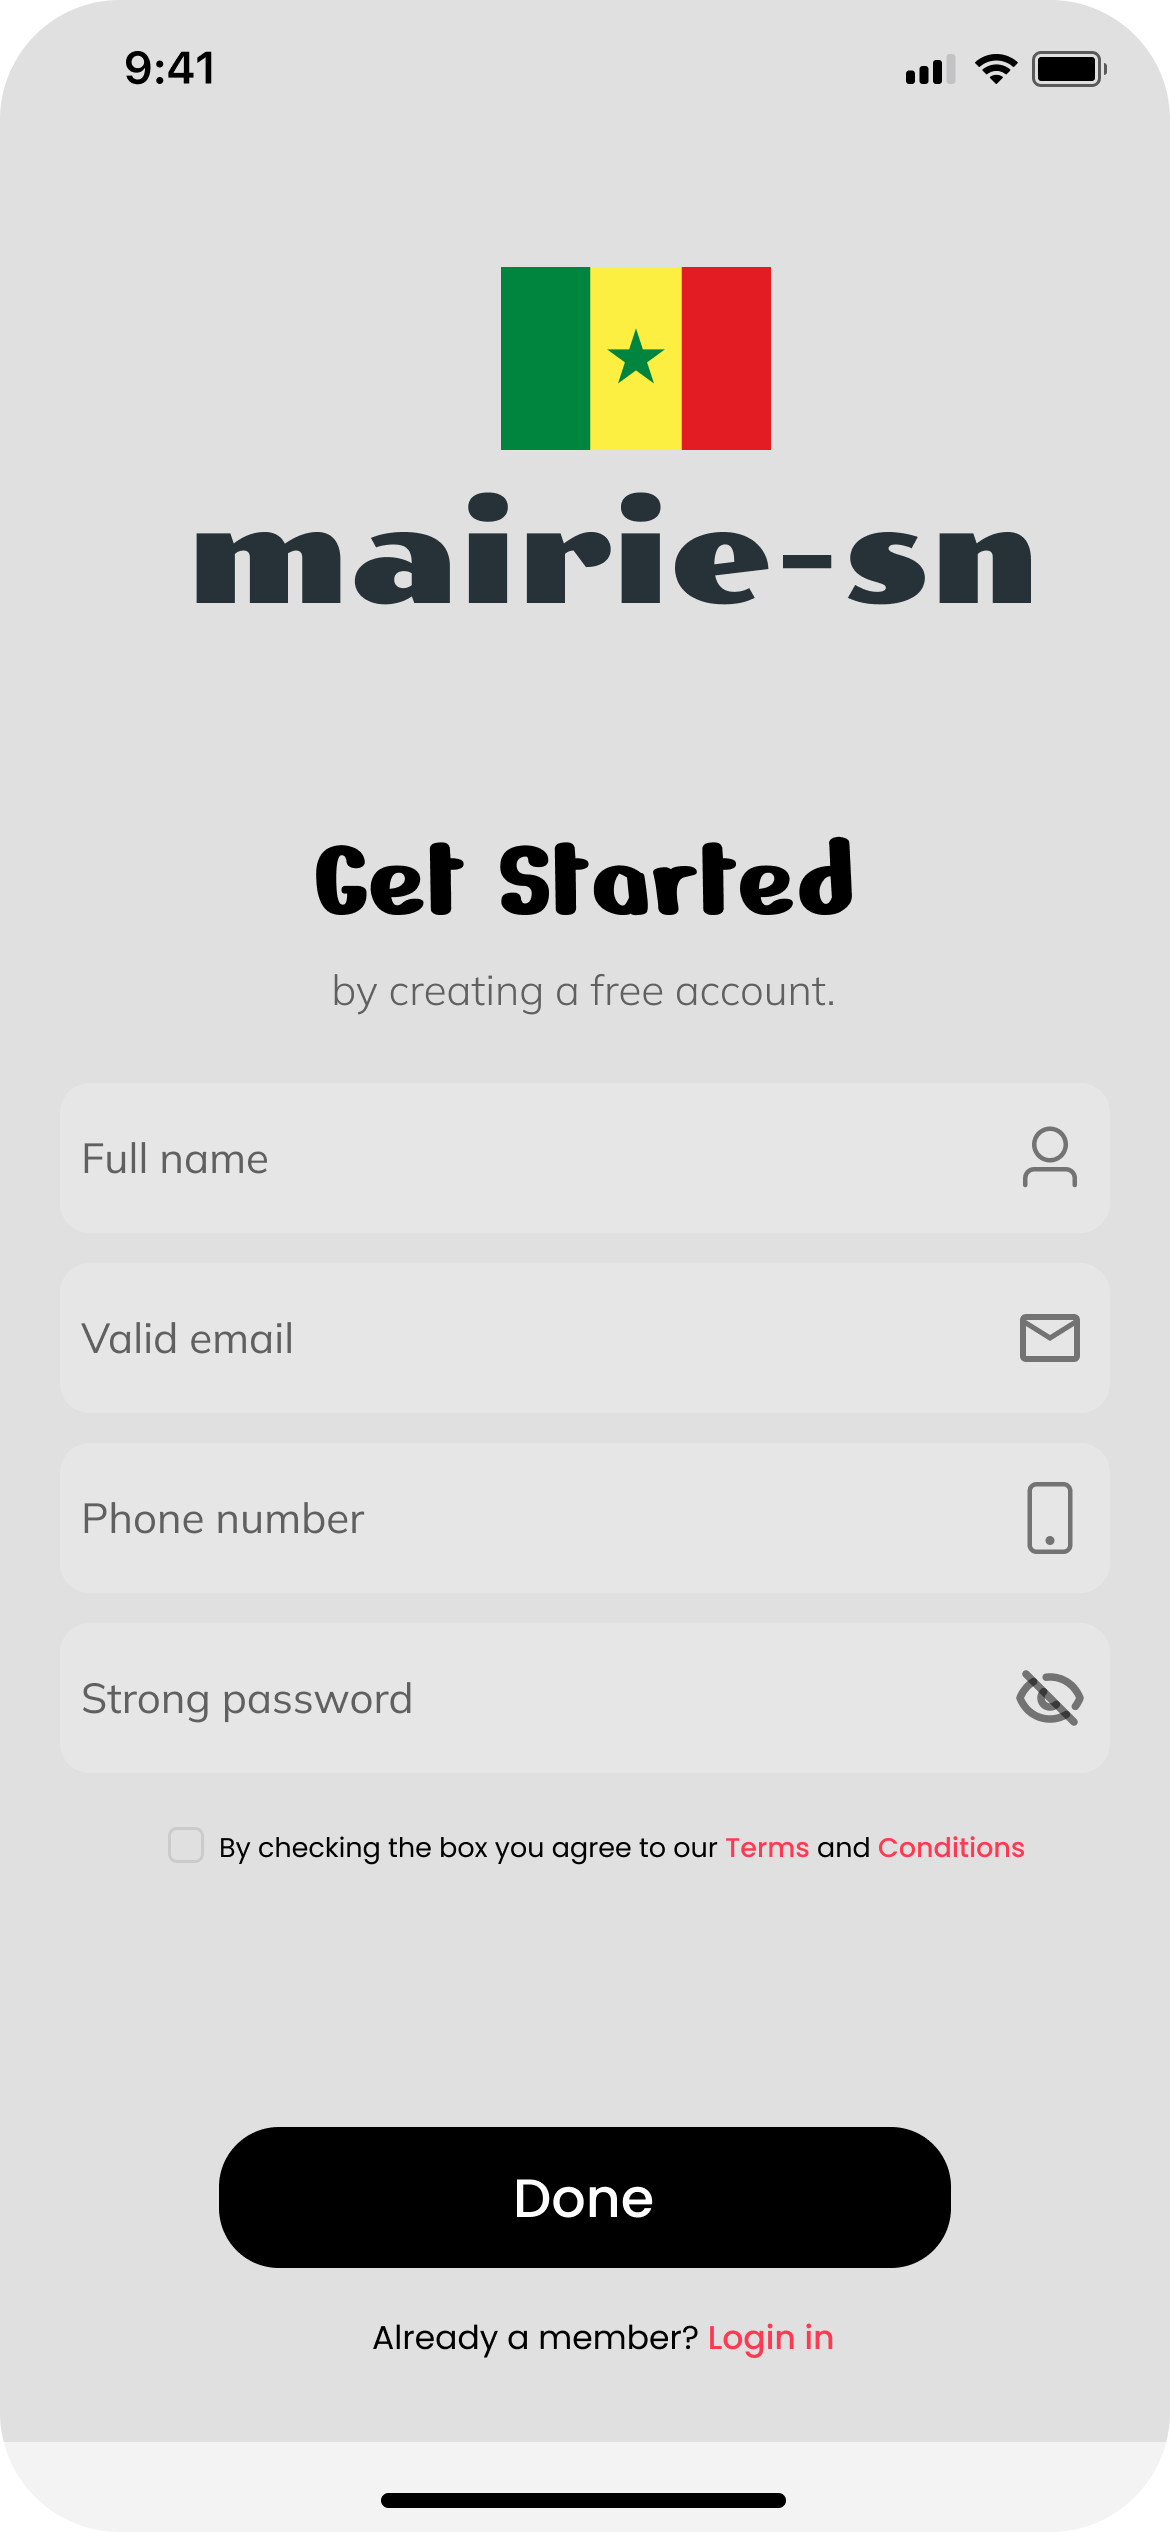 9:41
mairie-sn
Get Started
by creating a free account.
Full name
Valid email
Phone number
Strong password
By checking the box you agree to our Terms and Conditions
Done
Already a member? Login in